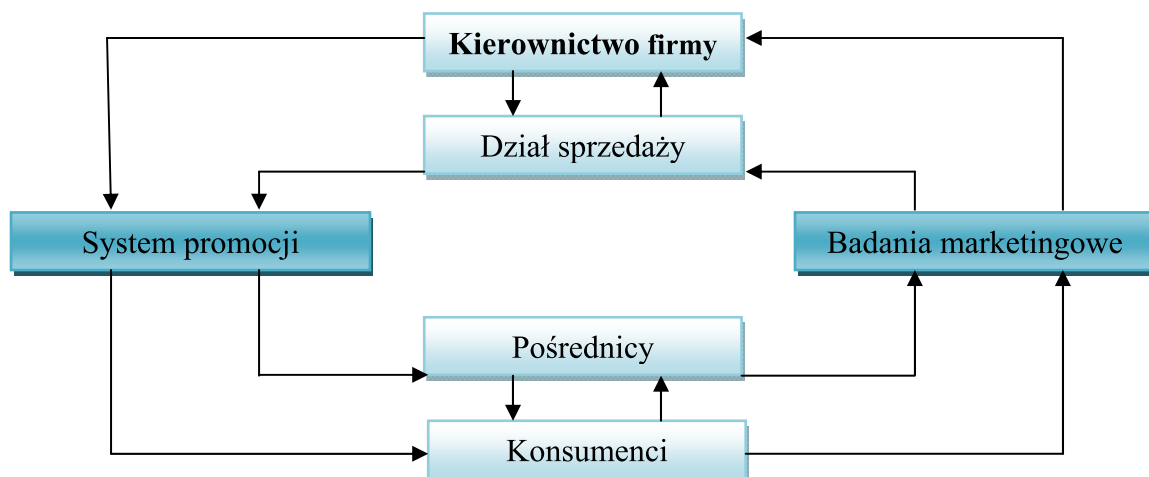 Kierownictwo firmy
Dział sprzedaży
System promocji
Badania marketingowe
Pośrednicy
Konsumenci